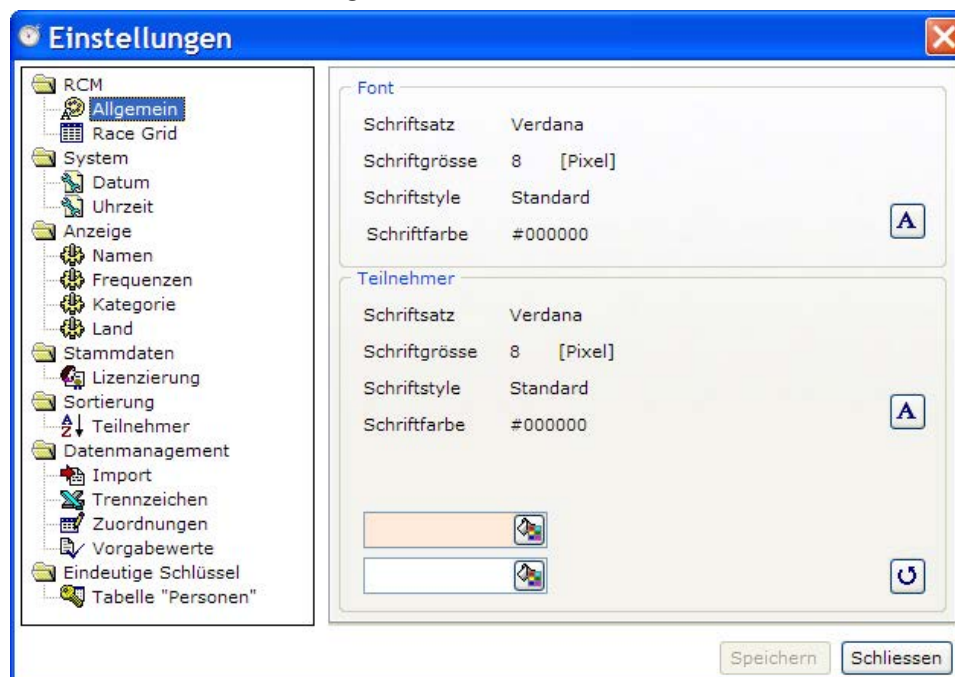 Einstellungen
RCM
Allgemein
Race Grid
System
Datum
Uhrzeit
Anzeige
Namen
Frequenzen
Kategorie
Land
Stammdaten
Lizenzierung
Sortierung
Teilnehmer
Datenmanagement
Import
Trennzeichen
Zuordnungen
Vorgabewerte
Eindeutige Schlüssel
Tabelle "Personen"
Font
Schriftsatz Verdana
Schriftgrösse 8 [Pixel]
Schriftstyle Standard
Schriftfarbe #000000
A
Teilnehmer
Schriftsatz Verdana
Schriftgrösse 8 [Pixel]
Schriftstyle Standard
Schriftfarbe #000000
A
Speichern Schliessen